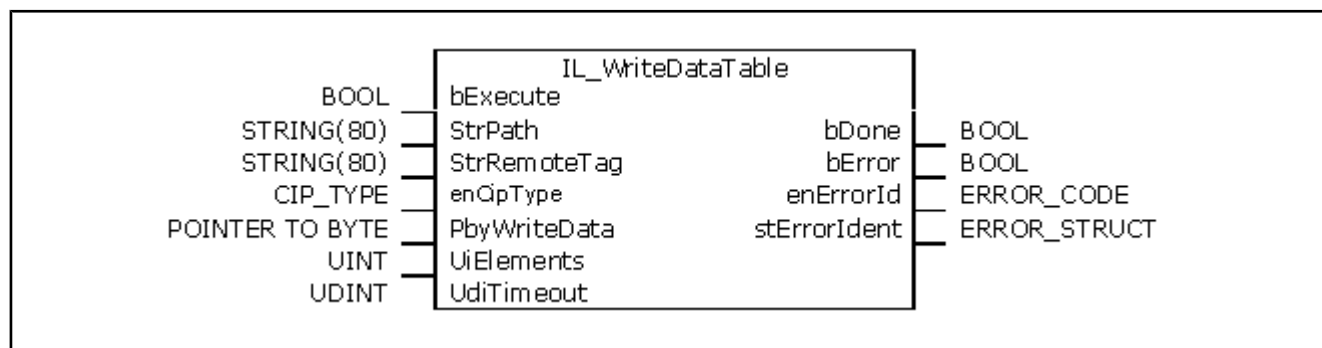 IL_WriteDataTable
BOOL bExecute
STRING(80) StrPath bDone BOOL
STRING(80) StrRemoteTag bError BOOL
CIP_TYPE enCipType enErrorId ERROR_CODE
POINTER TO BYTE PbyWriteData stErrorIdent ERROR_STRUCT
UINT UiElements
UDINT UdiTimeout